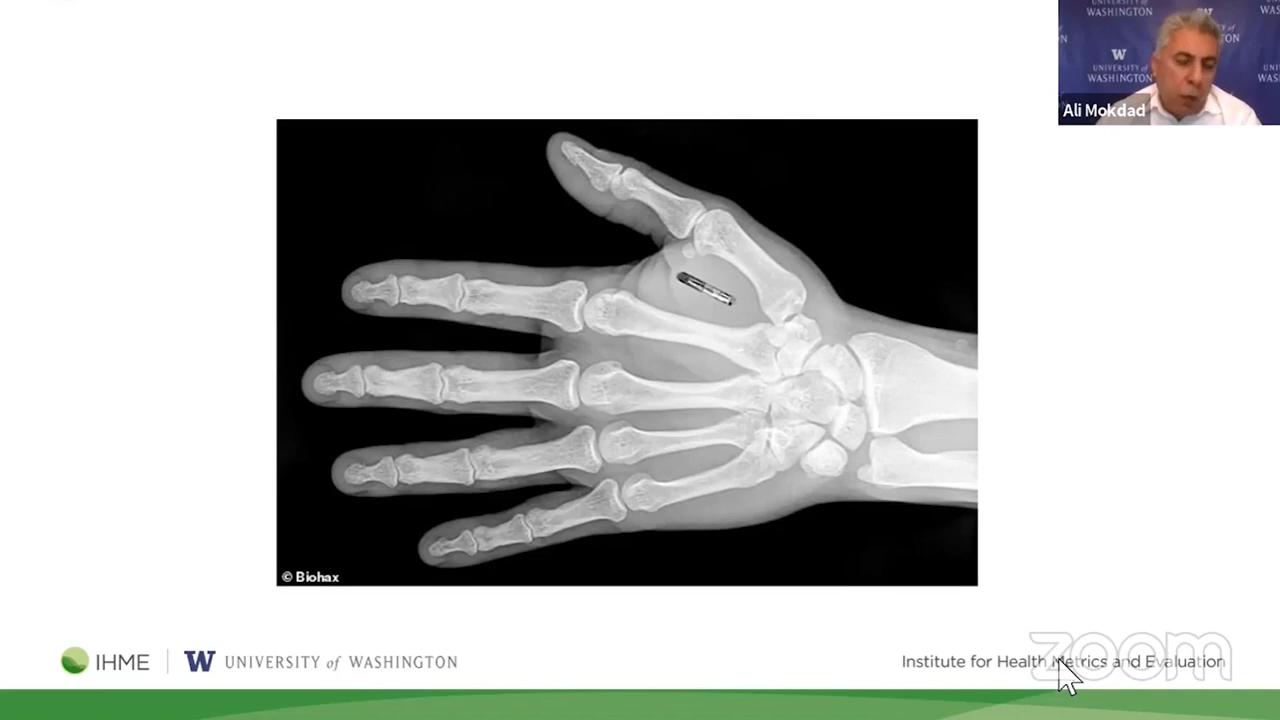 UNIVERSITY of
WASHINGTON
W
UNIVERSITY of
WASHINGTON
Ali Mokdad
© Biohax
IHME
W UNIVERSITY of WASHINGTON
Institute for Health Metrics and Evaluation
zoom